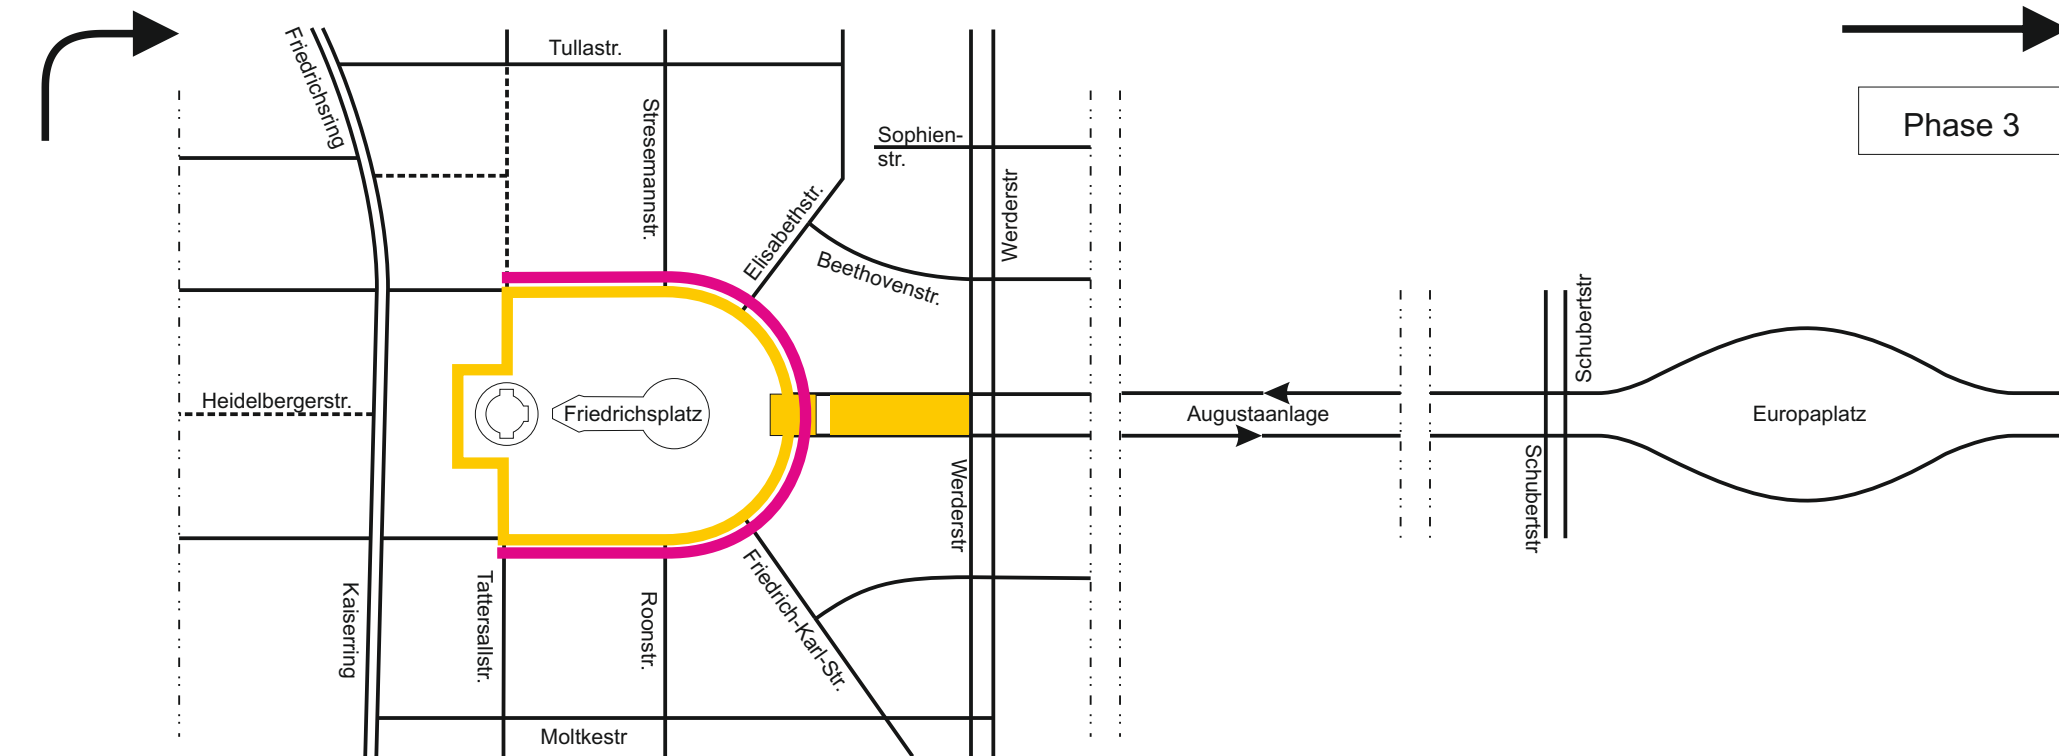 Friedrichsring
Tullastr.
Stresemannstr.
Sophien-
str.
Werderstr
Phase 3
Elisabethstr.
Beethovenstr.
Schubertstr
Heidelbergerstr.
Friedrichsplatz
Augustaanlage
Europaplatz
Werderstr
Schubertstr
Kaiserring
Tattersallstr.
Roonstr.
Friedrich-Karl-Str.
Moltkestr